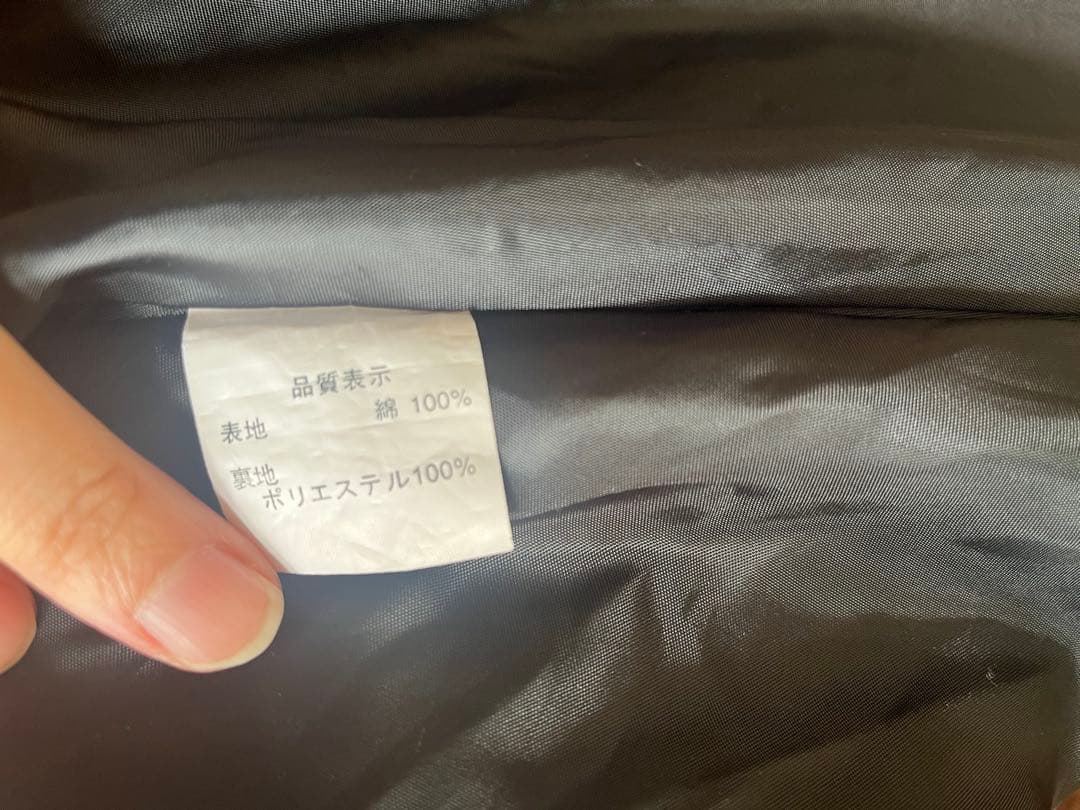 品質表示
表地 綿 100%
裏地
ポリエステル100%